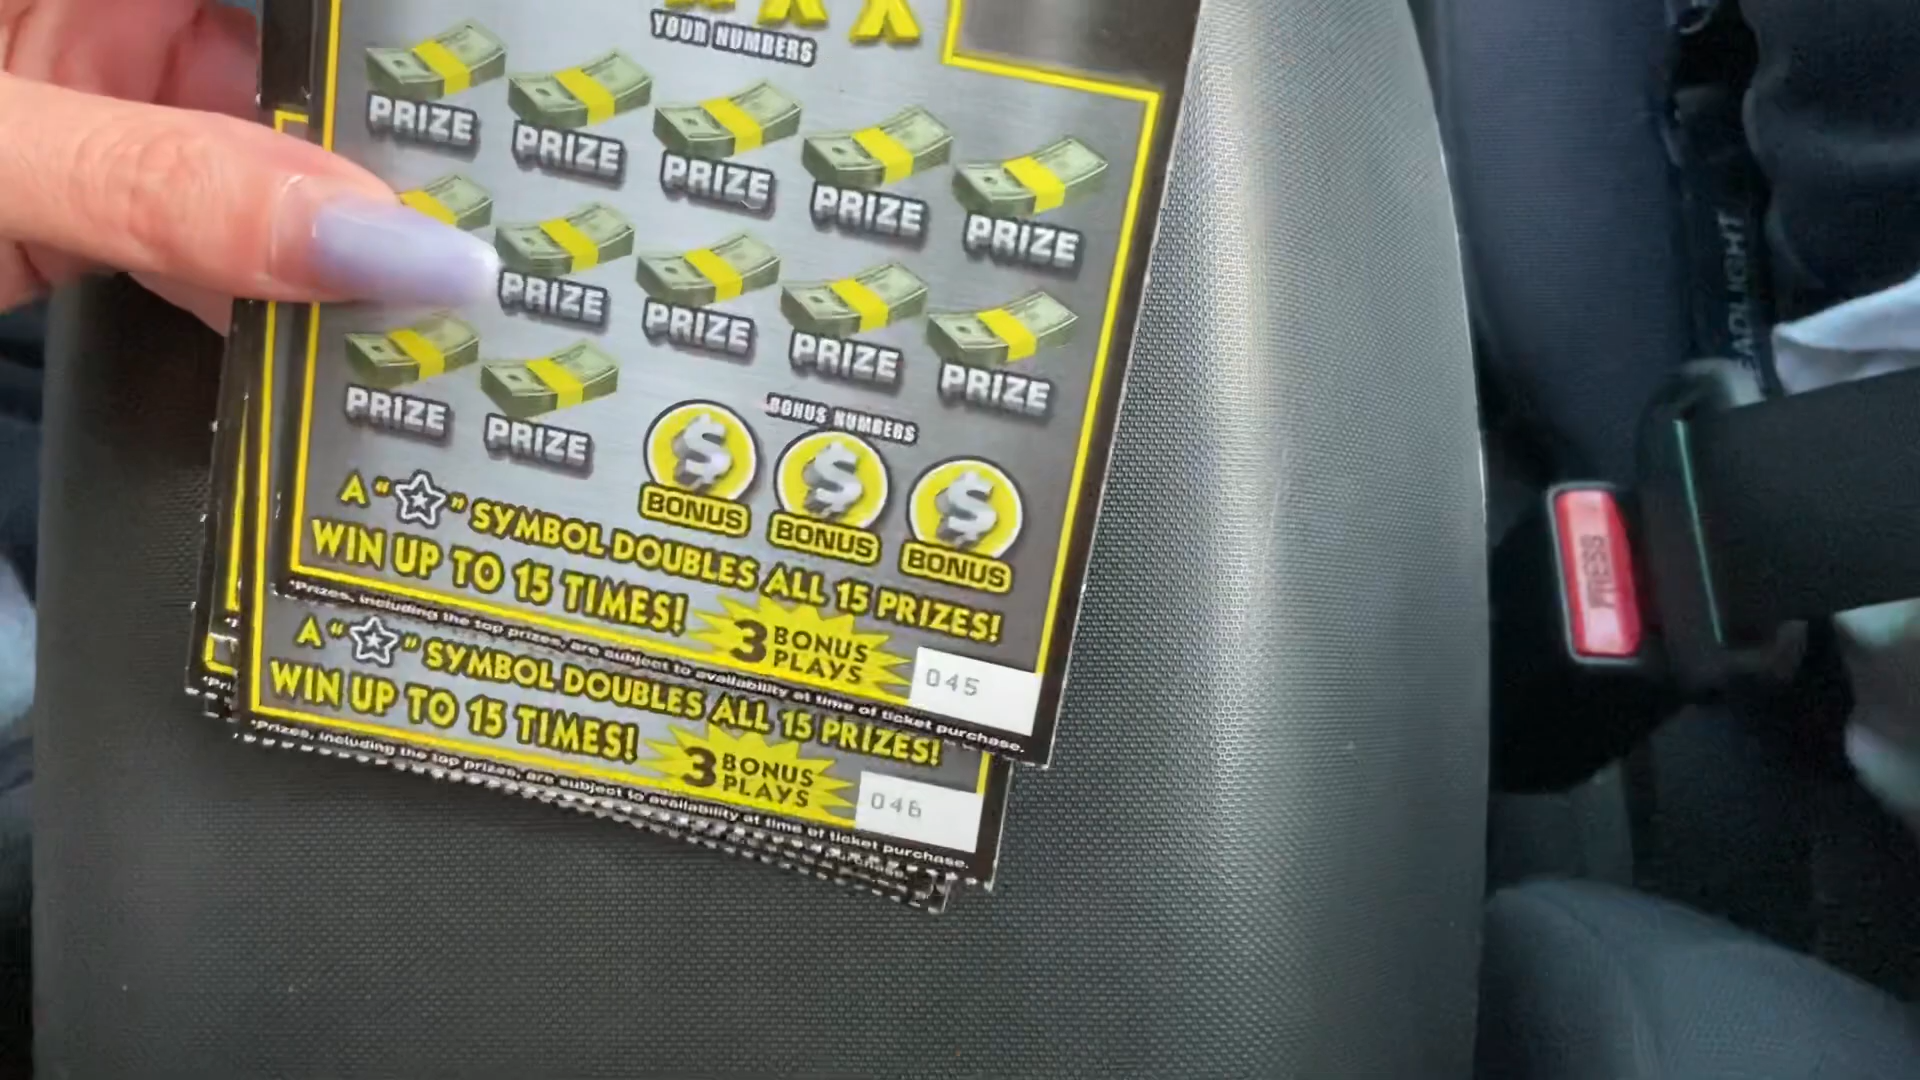 YOUR NUMBERS
PRIZE PRIZE PRIZE PRIZE PRIZE
PRIZE PRIZE PRIZE PRIZE
PRIZE PRIZE
BONUS NUMBERS
$ $ $
BONUS BONUS BONUS
A "☆" SYMBOL DOUBLES ALL 15 PRIZES!
WIN UP TO 15 TIMES!
3 BONUS PLAYS
045
*Prizes, including the top prizes, are subject to availability at time of ticket purchase.
A "☆" SYMBOL DOUBLES ALL 15 PRIZES!
WIN UP TO 15 TIMES!
3 BONUS PLAYS
046
*Prizes, including the top prizes, are subject to availability at time of ticket purchase.
purchase.
PRESS